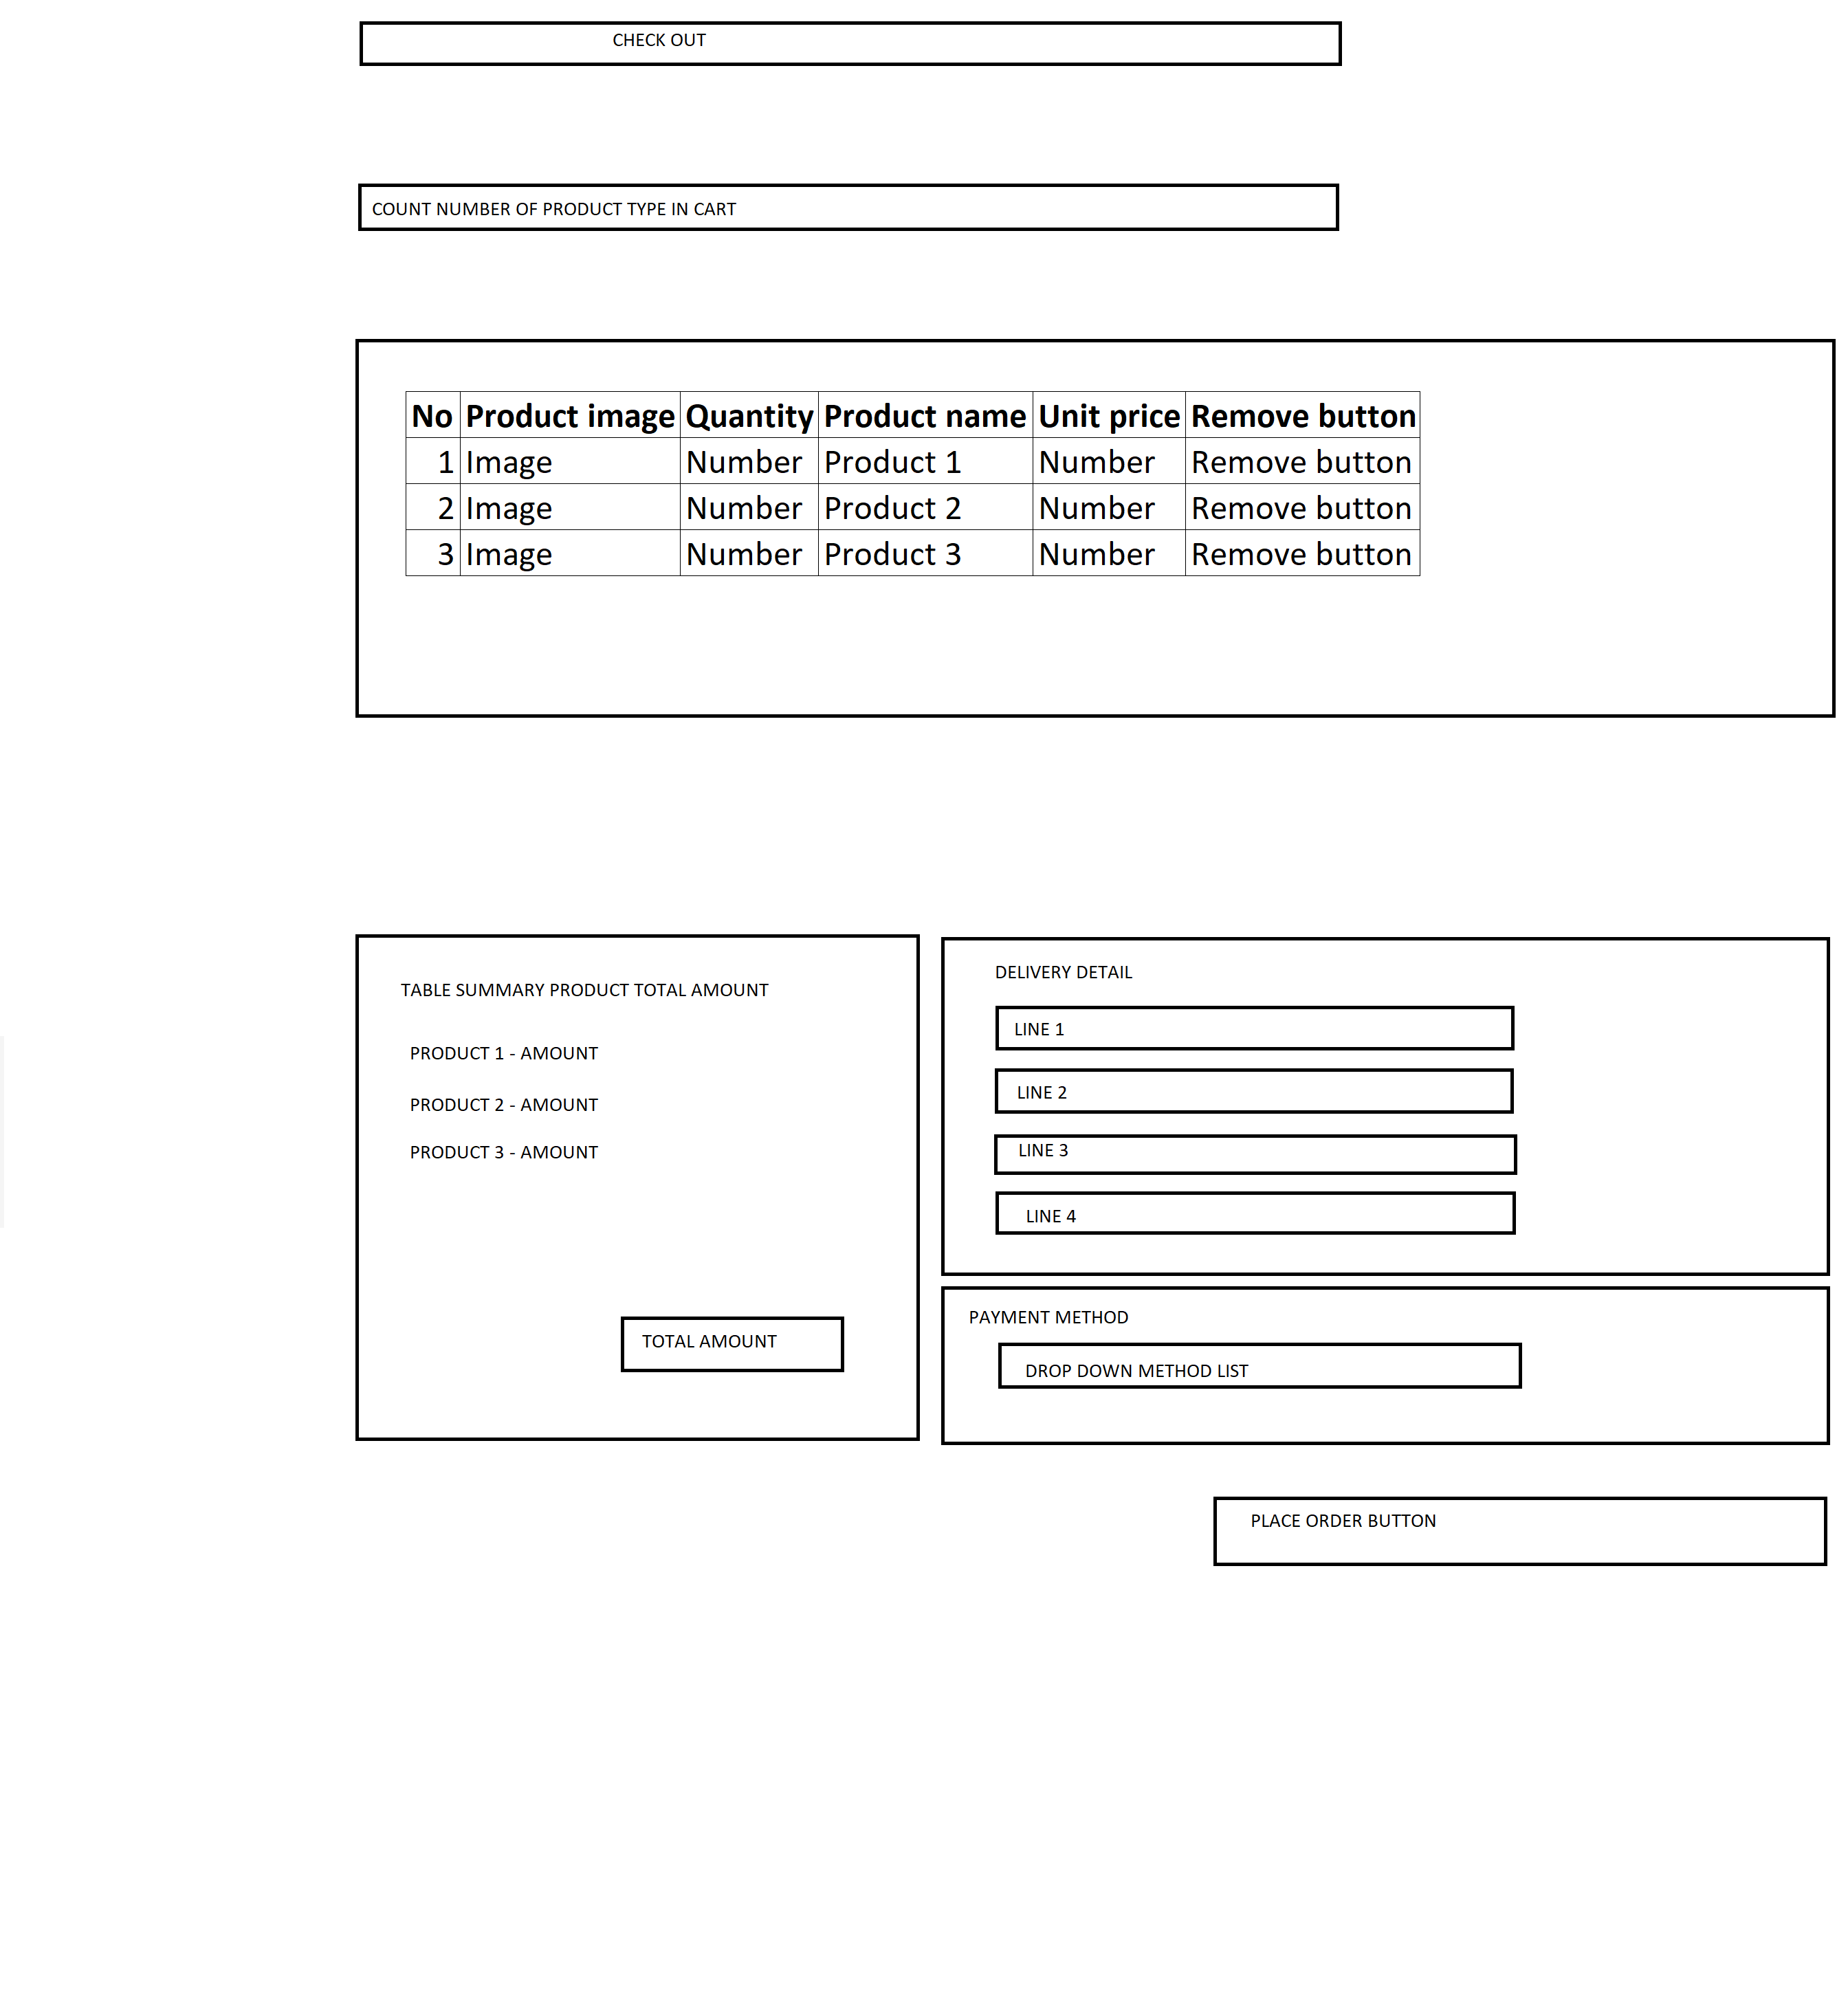 CHECK OUT
COUNT NUMBER OF PRODUCT TYPE IN CART
No Product image Quantity Product name Unit price Remove button
1 Image Number Product 1 Number Remove button
2 Image Number Product 2 Number Remove button
3 Image Number Product 3 Number Remove button
TABLE SUMMARY PRODUCT TOTAL AMOUNT
PRODUCT 1 - AMOUNT
PRODUCT 2 - AMOUNT
PRODUCT 3 - AMOUNT
TOTAL AMOUNT
DELIVERY DETAIL
LINE 1
LINE 2
LINE 3
LINE 4
PAYMENT METHOD
DROP DOWN METHOD LIST
PLACE ORDER BUTTON